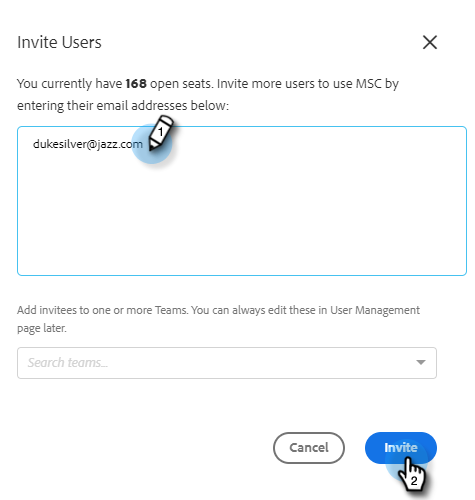 Invite Users
You currently have 168 open seats. Invite more users to use MSC by
entering their email addresses below:
dukesilver@jazz.com
1
Add invitees to one or more Teams. You can always edit these in User Management
page later.
Search teams...
Cancel
Invite
2